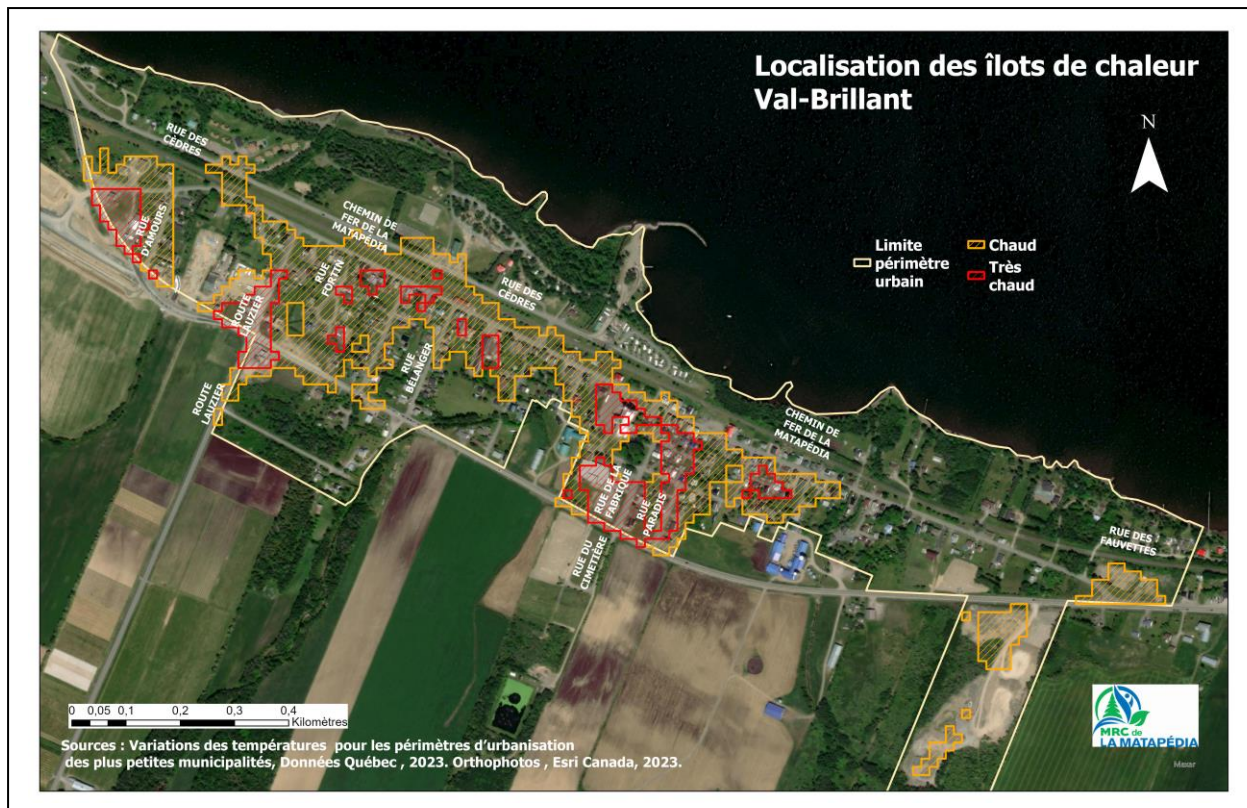 Localisation des îlots de chaleur
Val-Brillant
N
Limite
périmètre
urbain
Chaud
Très
chaud
RUE DES
CÈDRES
RUE
D'AMOURS
CHEMIN DE
FER DE LA
MATAPÉDIA
RUE
FORTIN
RUE DES
CÈDRES
ROUTE
LAUZIER
RUE
BÉLANGER
ROUTE
LAUZIER
CHEMIN DE
FER DE LA
MATAPÉDIA
RUE DE LA
FABRIQUE
RUE
PARADIS
RUE DU
CIMETIÈRE
RUE DES
FAUVETTES
0 0,05 0,1 0,2 0,3 0,4
Kilomètres
Sources : Variations des températures pour les périmètres d'urbanisation
des plus petites municipalités, Données Québec , 2023. Orthophotos , Esri Canada, 2023.
MRC de
LA MATAPÉDIA
Maxar